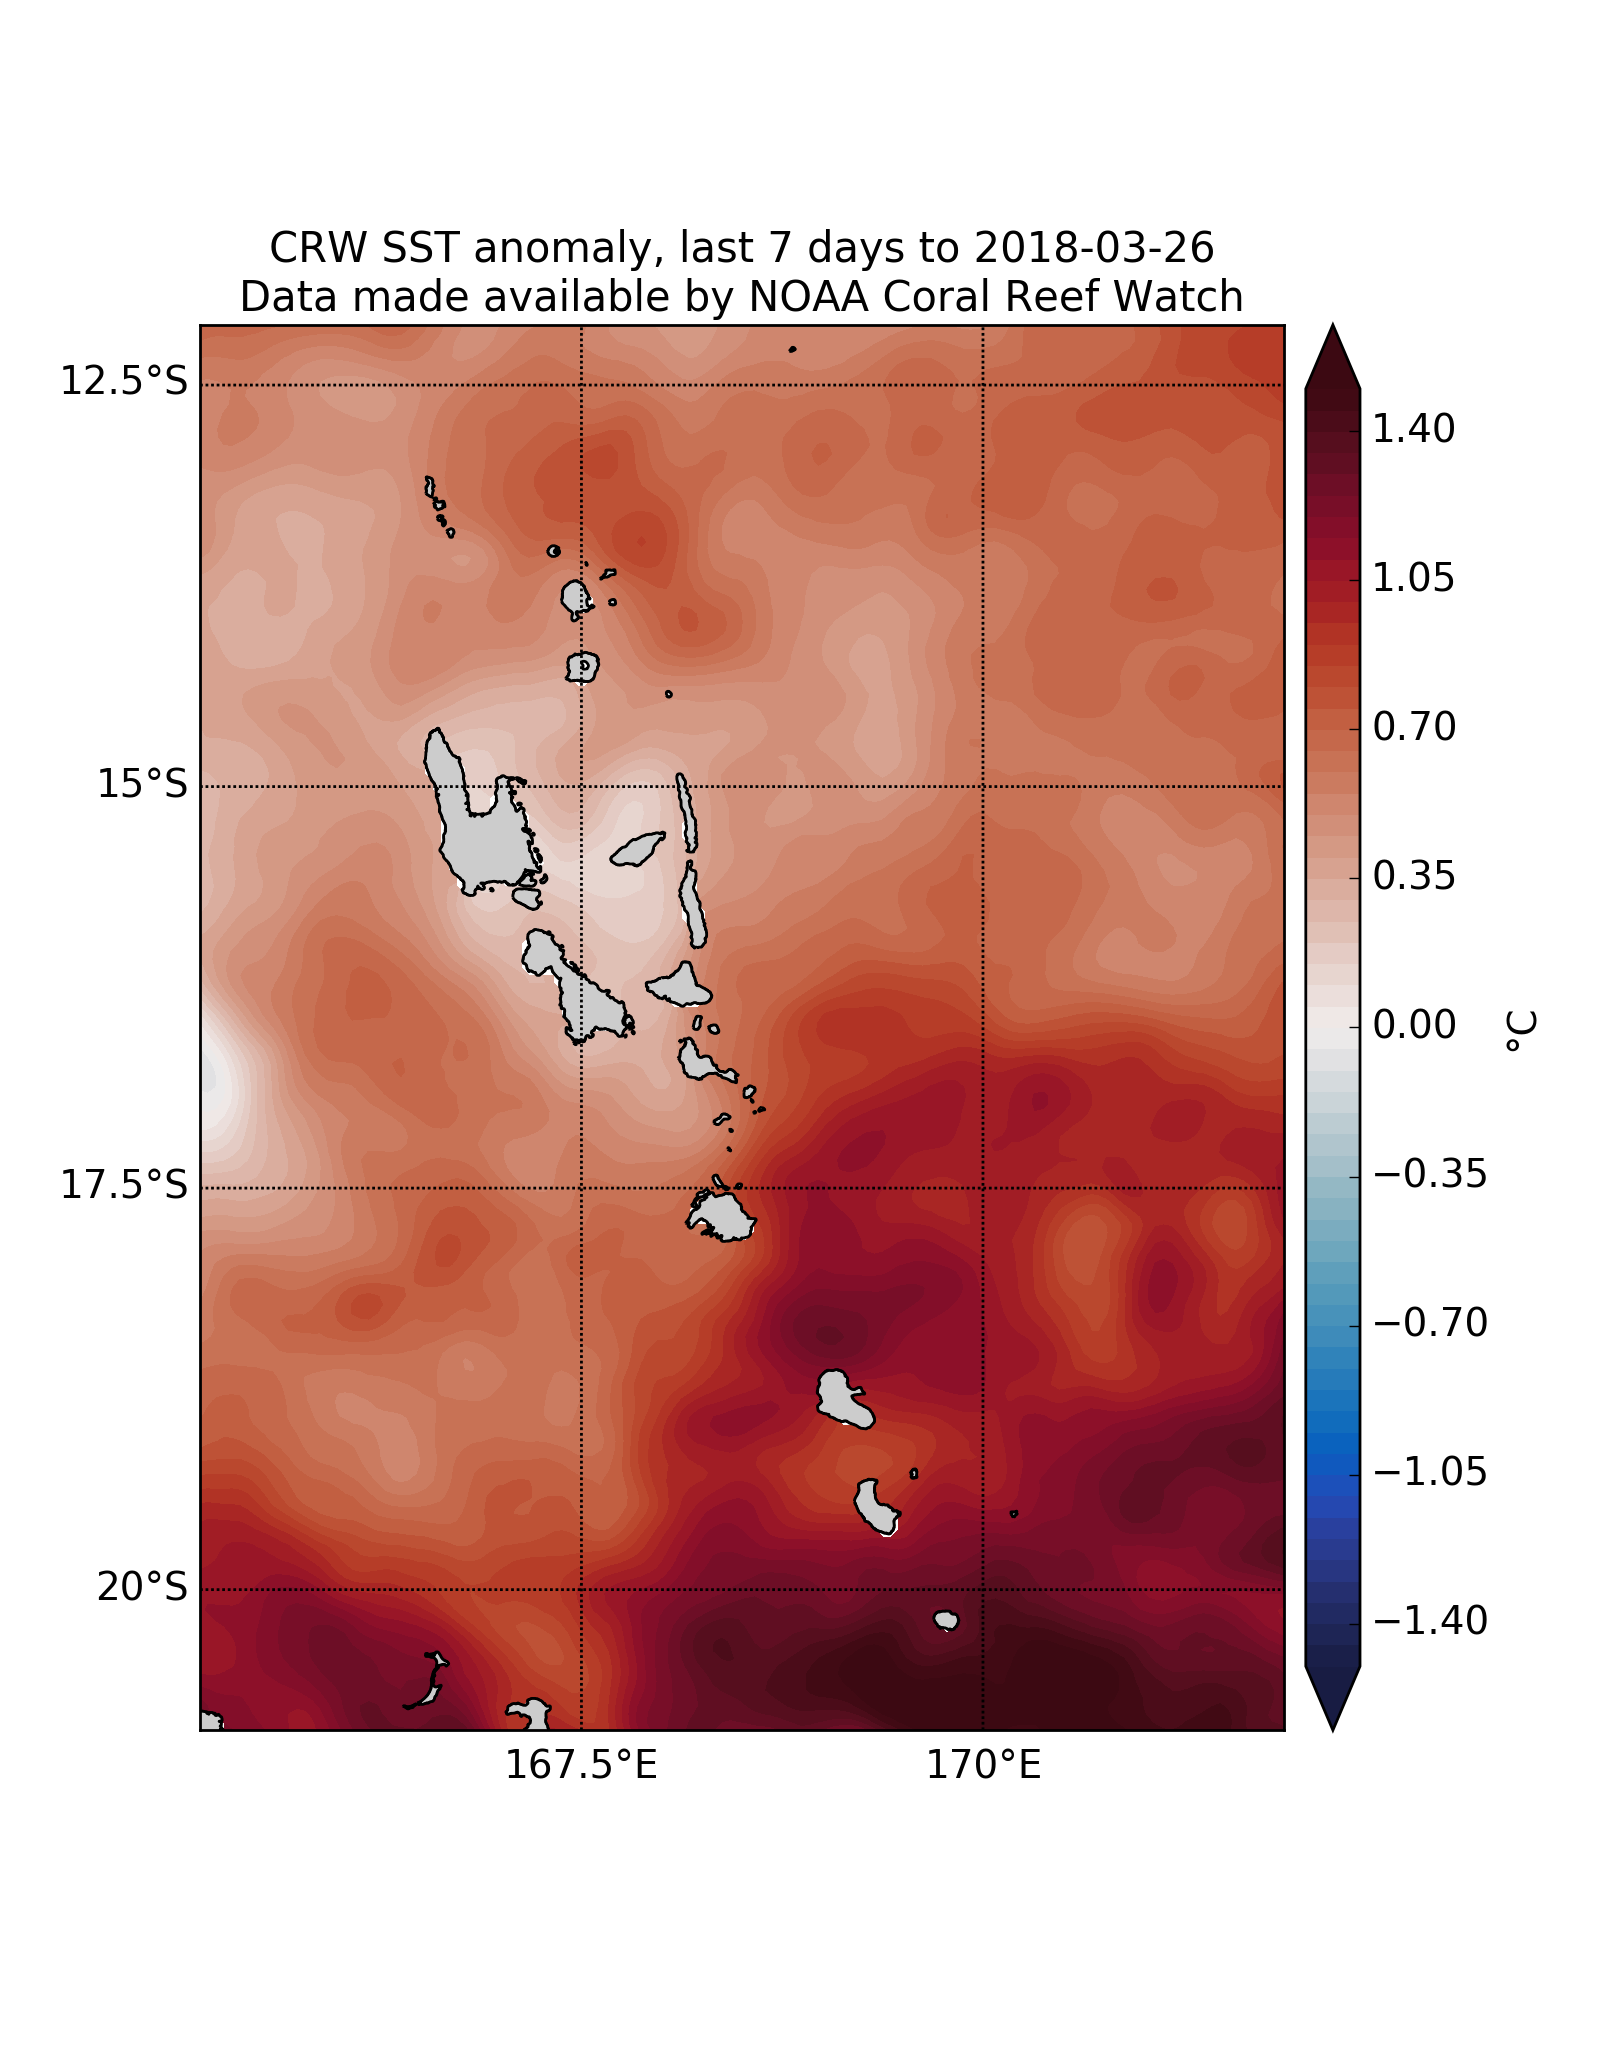 CRW SST anomaly, last 7 days to 2018-03-26
Data made available by NOAA Coral Reef Watch
12.5°S
15°S
17.5°S
20°S
167.5°E
170°E
1.40
1.05
0.70
0.35
0.00
−0.35
−0.70
−1.05
−1.40
°C